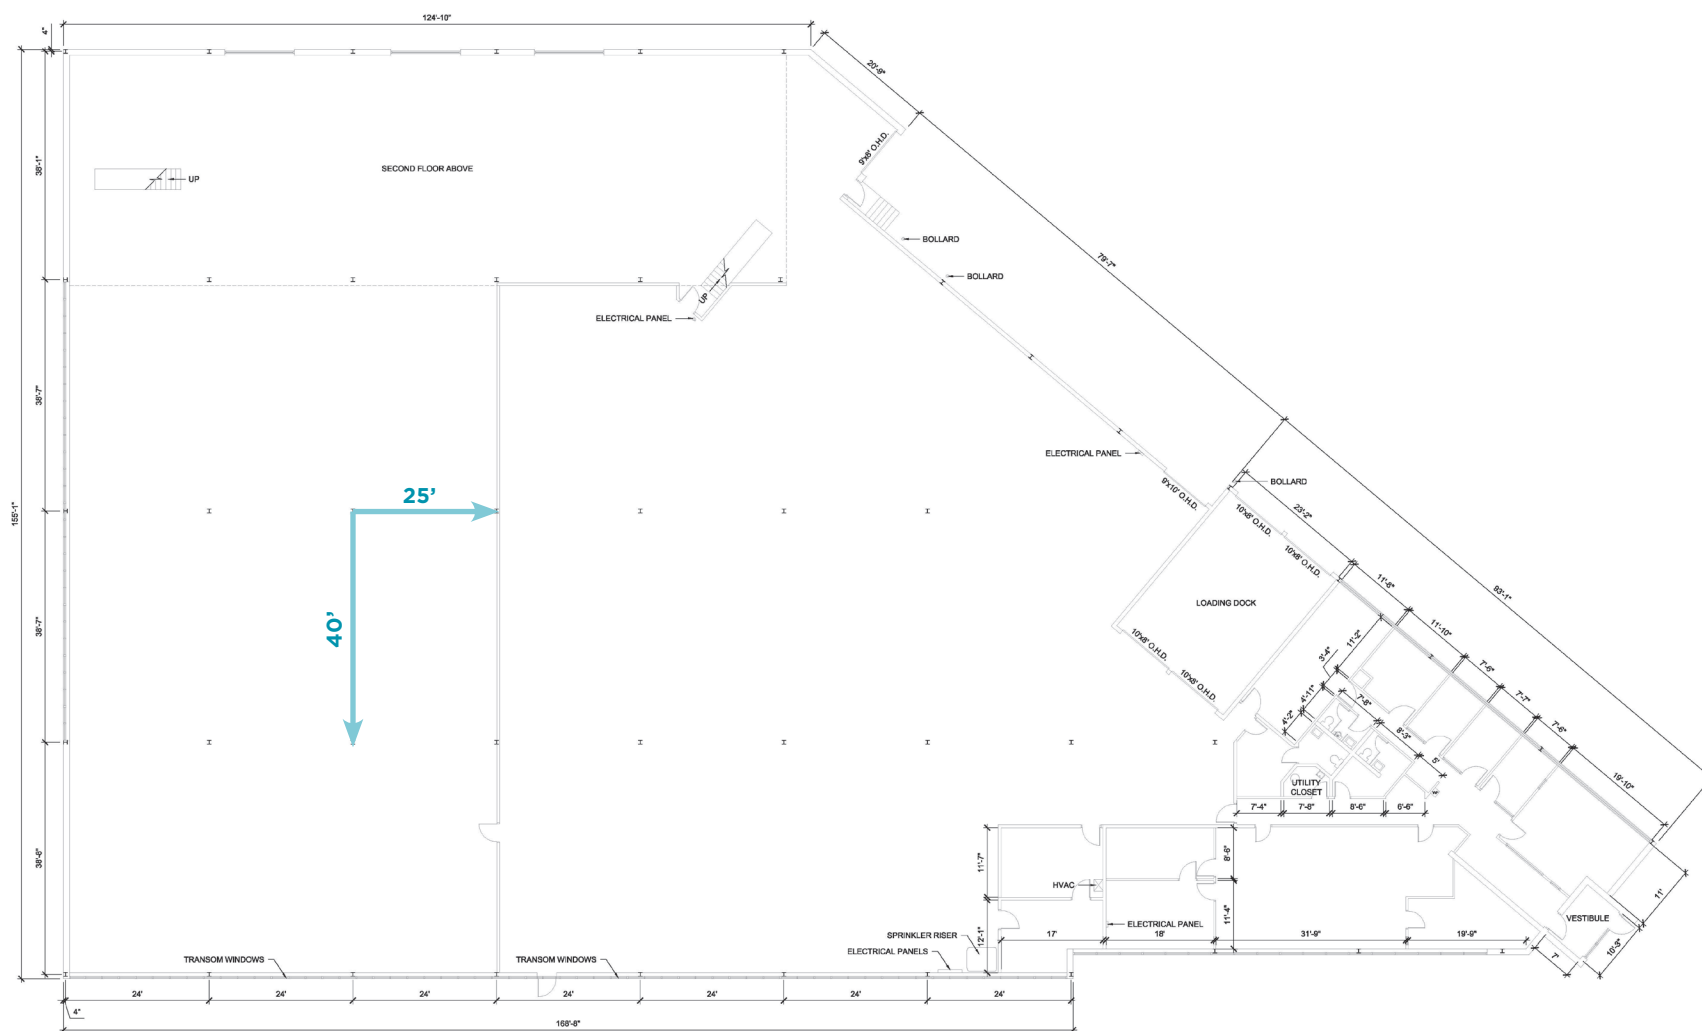 124'-10"
4"
20'-9"
9'x8' O.H.D.
38'-1"
SECOND FLOOR ABOVE
UP
BOLLARD
BOLLARD
79'-7"
UP
ELECTRICAL PANEL
38'-7"
155'-1"
25'
40'
ELECTRICAL PANEL
9'x10' O.H.D.
BOLLARD
23'-2"
10'x8' O.H.D.
10'x8' O.H.D.
LOADING DOCK
93'-1"
11'-6"
11'-10"
11'-2"
3'-4"
4'-11"
4'-2"
7'-8"
7'-6"
7'-7"
7'-6"
8'-3"
5'
19'-10"
38'-7"
10'x8' O.H.D.
10'x8' O.H.D.
UTILITY
CLOSET
7'-4"
7'-8"
8'-6"
6'-6"
38'-6"
11'-7"
8'-6"
HVAC
11'-4"
ELECTRICAL PANEL
11'
VESTIBULE
10'-3"
7'
SPRINKLER RISER
12'-1"
17'
18'
31'-9"
19'-9"
ELECTRICAL PANELS
TRANSOM WINDOWS
TRANSOM WINDOWS
24'
24'
24'
24'
24'
24'
24'
4"
168'-8"